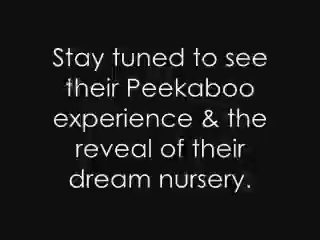 Stay tuned to see
their Peekaboo
experience & the
reveal of their
dream nursery.